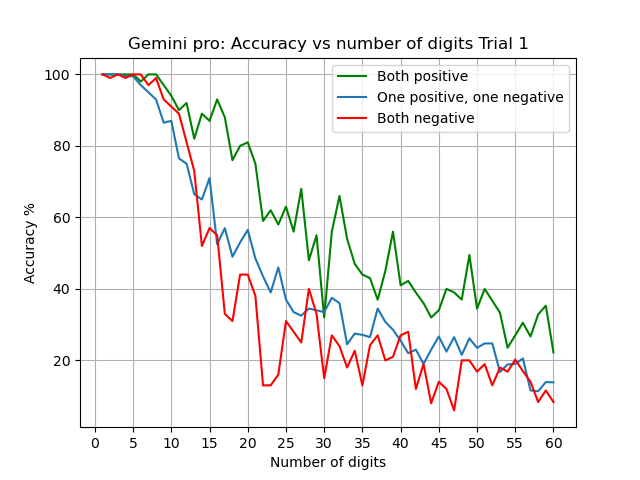 Gemini pro: Accuracy vs number of digits Trial 1
Both positive
One positive, one negative
Both negative
Accuracy %
100
80
60
40
20
0 5 10 15 20 25 30 35 40 45 50 55 60
Number of digits